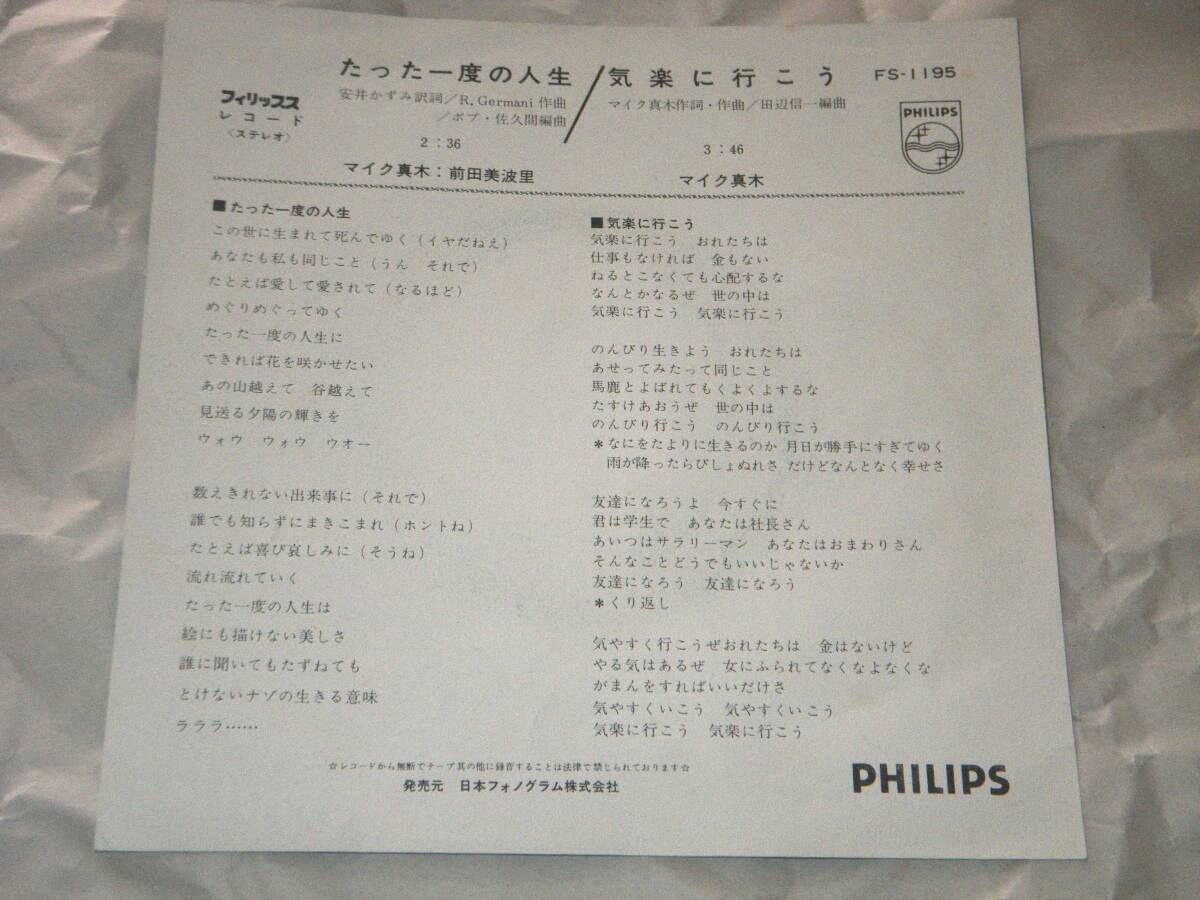 たった一度の人生／気楽に行こう FS-1195
フィリップス
レコード
〈ステレオ〉
安井かずみ訳詞／R, Germani 作曲
／ボブ・佐久間編曲
2：36
マイク真木：前田美波里
マイク真木作詞・作曲／田辺信一編曲
3：46
マイク真木
PHILIPS
■たった一度の人生
この世に生まれて死んでゆく（イヤだねえ）
あなたも私も同じこと（うん それで）
たとえば愛して愛されて（なるほど）
めぐりめぐってゆく
たった一度の人生に
できれば花を咲かせたい
あの山越えて 谷越えて
見送る夕陽の輝きを
ウォウ ウォウ ウオー
数えきれない出来事に（それで）
誰でも知らずにまきこまれ（ホントね）
たとえば喜び哀しみに（そうね）
流れ流れていく
たった一度の人生は
絵にも描けない美しさ
誰に聞いてもたずねても
とけないナゾの生きる意味
ラララ……
■気楽に行こう
気楽に行こう おれたちは
仕事もなければ 金もない
ねるとこなくても心配するな
なんとかなるぜ 世の中は
気楽に行こう 気楽に行こう
のんびり生きよう おれたちは
あせってみたって同じこと
馬鹿とよばれてもくよくよするな
たすけあおうぜ 世の中は
のんびり行こう のんびり行こう
＊なにをたよりに生きるのか 月日が勝手にすぎてゆく
雨が降ったらびしょぬれさ だけどなんとなく幸せさ
友達になろうよ 今すぐに
君は学生で あなたは社長さん
あいつはサラリーマン あなたはおまわりさん
そんなことどうでもいいじゃないか
友達になろう 友達になろう
＊くり返し
気やすく行こうぜおれたちは 金はないけど
やる気はあるぜ 女にふられてなくなよなくな
がまんをすればいいだけさ
気やすくいこう 気やすくいこう
気楽に行こう 気楽に行こう
☆レコードから無断でテープ其の他に録音することは法律で禁じられております☆
発売元 日本フォノグラム株式会社
PHILIPS